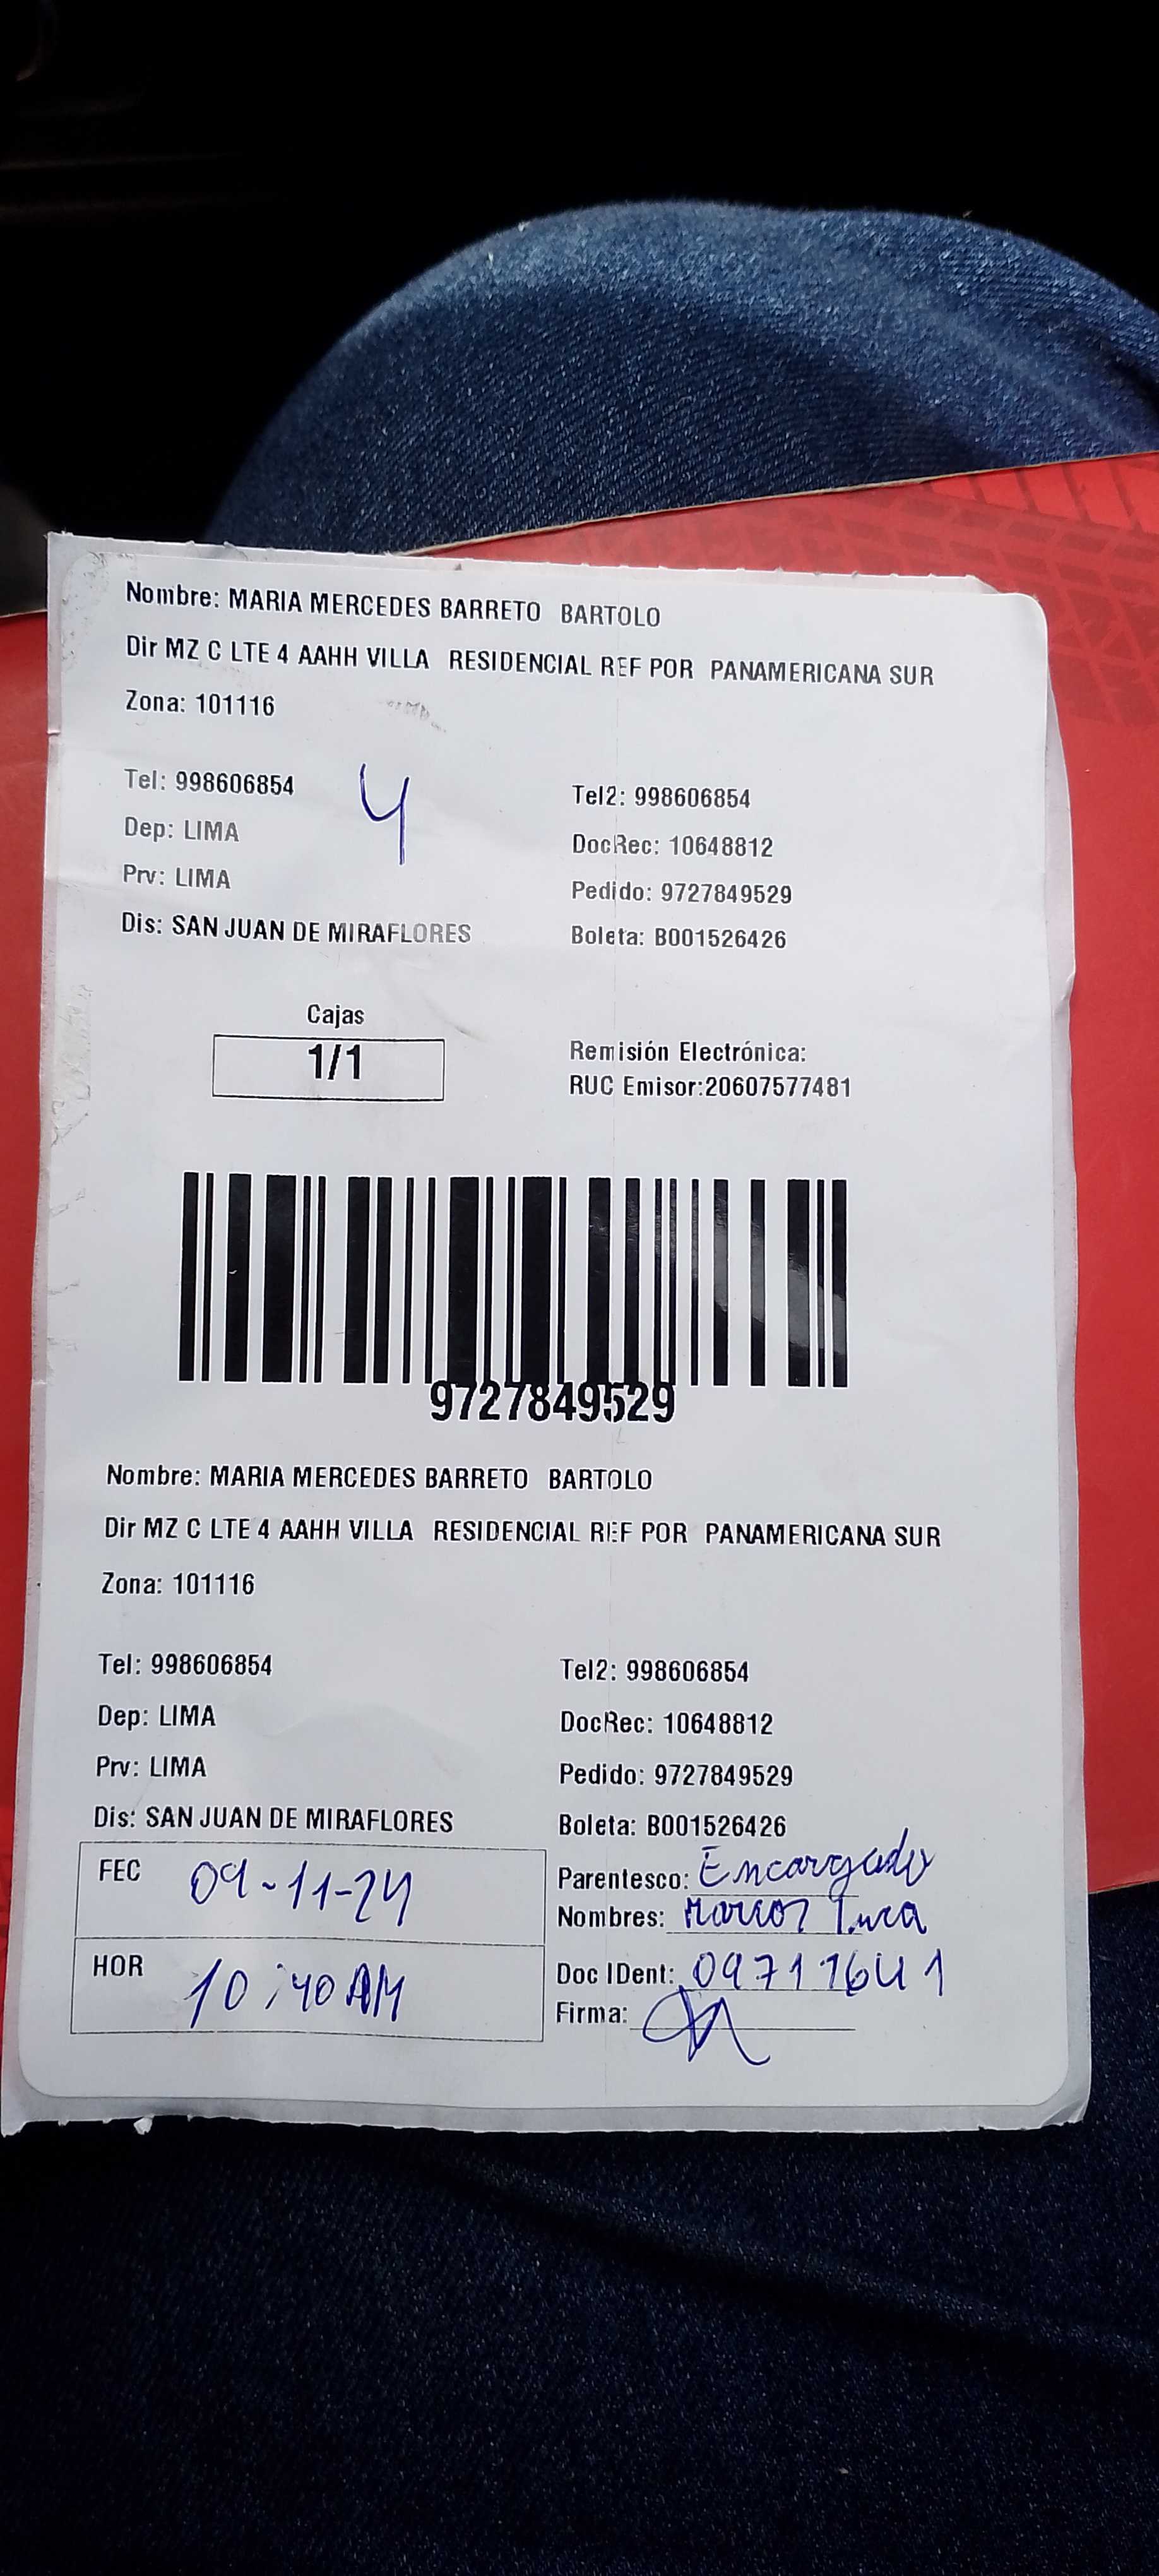 Nombre: MARIA MERCEDES BARRETO BARTOLO
Dir MZ C LTE 4 AAHH VILLA RESIDENCIAL REF POR PANAMERICANA SUR
Zona: 101116
Tel: 998606854 4 Tel2: 998606854
Dep: LIMA DocRec: 10648812
Prv: LIMA Pedido: 9727849529
Dis: SAN JUAN DE MIRAFLORES Boleta: B001526426
Cajas
1/1
Remisión Electrónica:
RUC Emisor:20607577481
9727849529
Nombre: MARIA MERCEDES BARRETO BARTOLO
Dir MZ C LTE 4 AAHH VILLA RESIDENCIAL REF POR PANAMERICANA SUR
Zona: 101116
Tel: 998606854 Tel2: 998606854
Dep: LIMA DocRec: 10648812
Prv: LIMA Pedido: 9727849529
Dis: SAN JUAN DE MIRAFLORES Boleta: B001526426
FEC 09-11-24 Parentesco: Encargado
Nombres: Marcos
HOR 10:40 AM Doc IDent: 09711641
Firma: